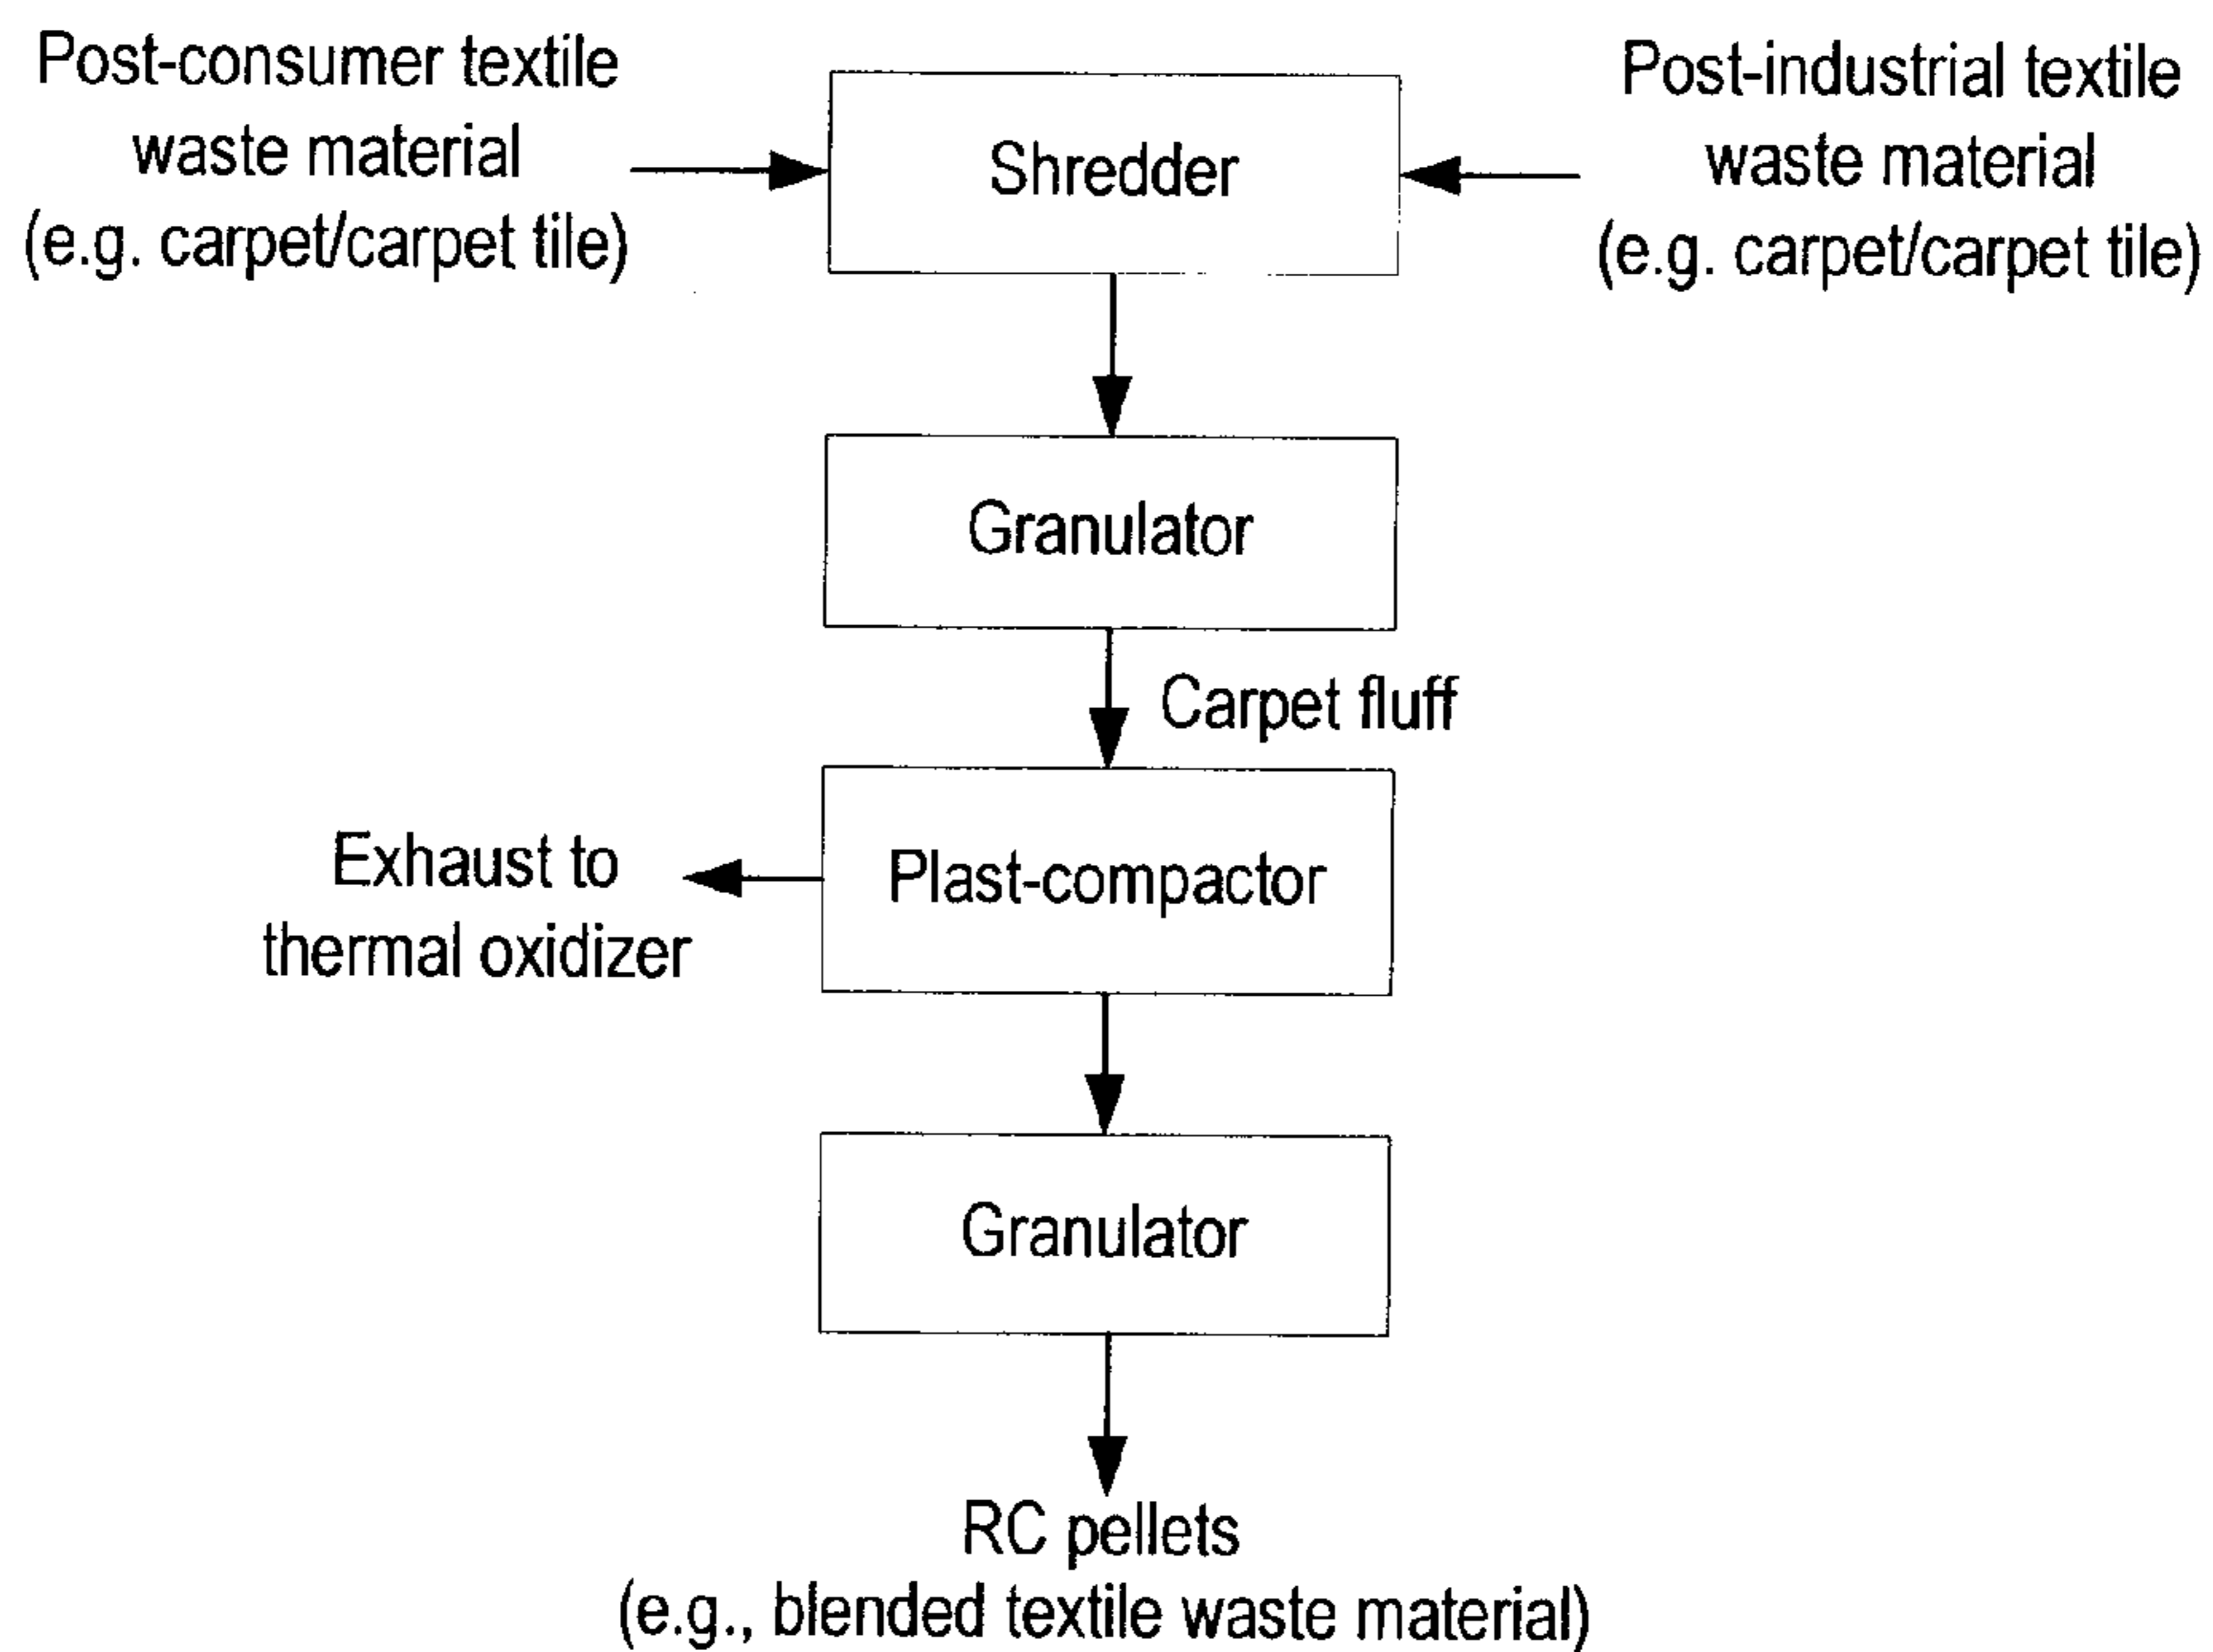 Post-consumer textile
waste material
(e.g. carpet/carpet tile)
Shredder
Post-industrial textile
waste material
(e.g. carpet/carpet tile)
Granulator
Carpet fluff
Exhaust to
thermal oxidizer
Plast-compactor
Granulator
RC pellets
(e.g., blended textile waste material)